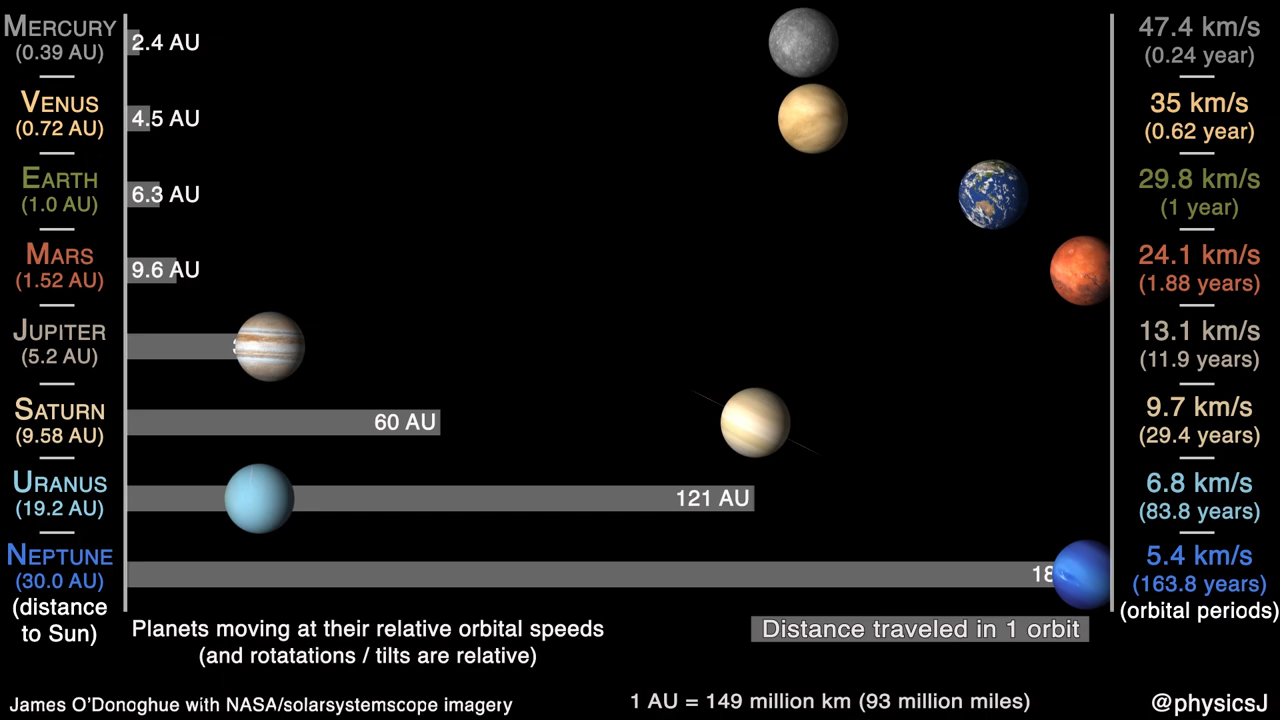 MERCURY
(0.39 AU)
2.4 AU
47.4 km/s
(0.24 year)
VENUS
(0.72 AU)
4.5 AU
35 km/s
(0.62 year)
EARTH
(1.0 AU)
6.3 AU
29.8 km/s
(1 year)
MARS
(1.52 AU)
9.6 AU
24.1 km/s
(1.88 years)
JUPITER
(5.2 AU)
13.1 km/s
(11.9 years)
SATURN
(9.58 AU)
60 AU
9.7 km/s
(29.4 years)
URANUS
(19.2 AU)
121 AU
6.8 km/s
(83.8 years)
NEPTUNE
(30.0 AU)
18
5.4 km/s
(163.8 years)
(distance
to Sun)
(orbital periods)
Planets moving at their relative orbital speeds
(and rotatations / tilts are relative)
Distance traveled in 1 orbit
James O'Donoghue with NASA/solarsystemscope imagery
1 AU = 149 million km (93 million miles)
@physicsJ